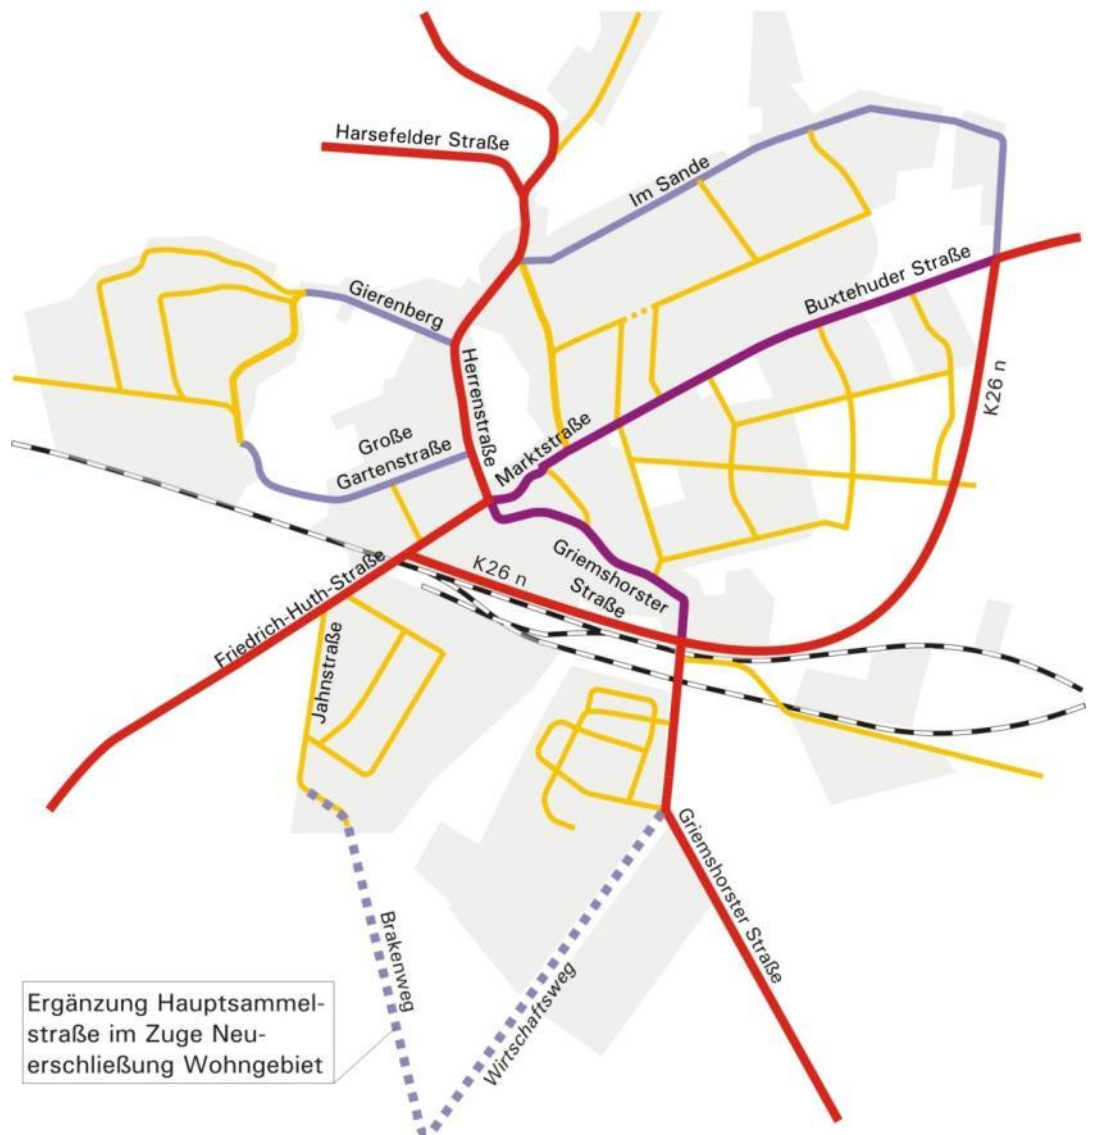 Harsefelder Straße
Im Sande
Buxtehuder Straße
Gierenberg
Herrenstraße
K26 n
Große
Gartenstraße
Marktstraße
K26 n
Griemshorster
Straße
Friedrich-Huth-Straße
Jahnstraße
Griemshorster Straße
Brakenweg
Wirtschaftsweg
Ergänzung Hauptsammel-
straße im Zuge Neu-
erschließung Wohngebiet